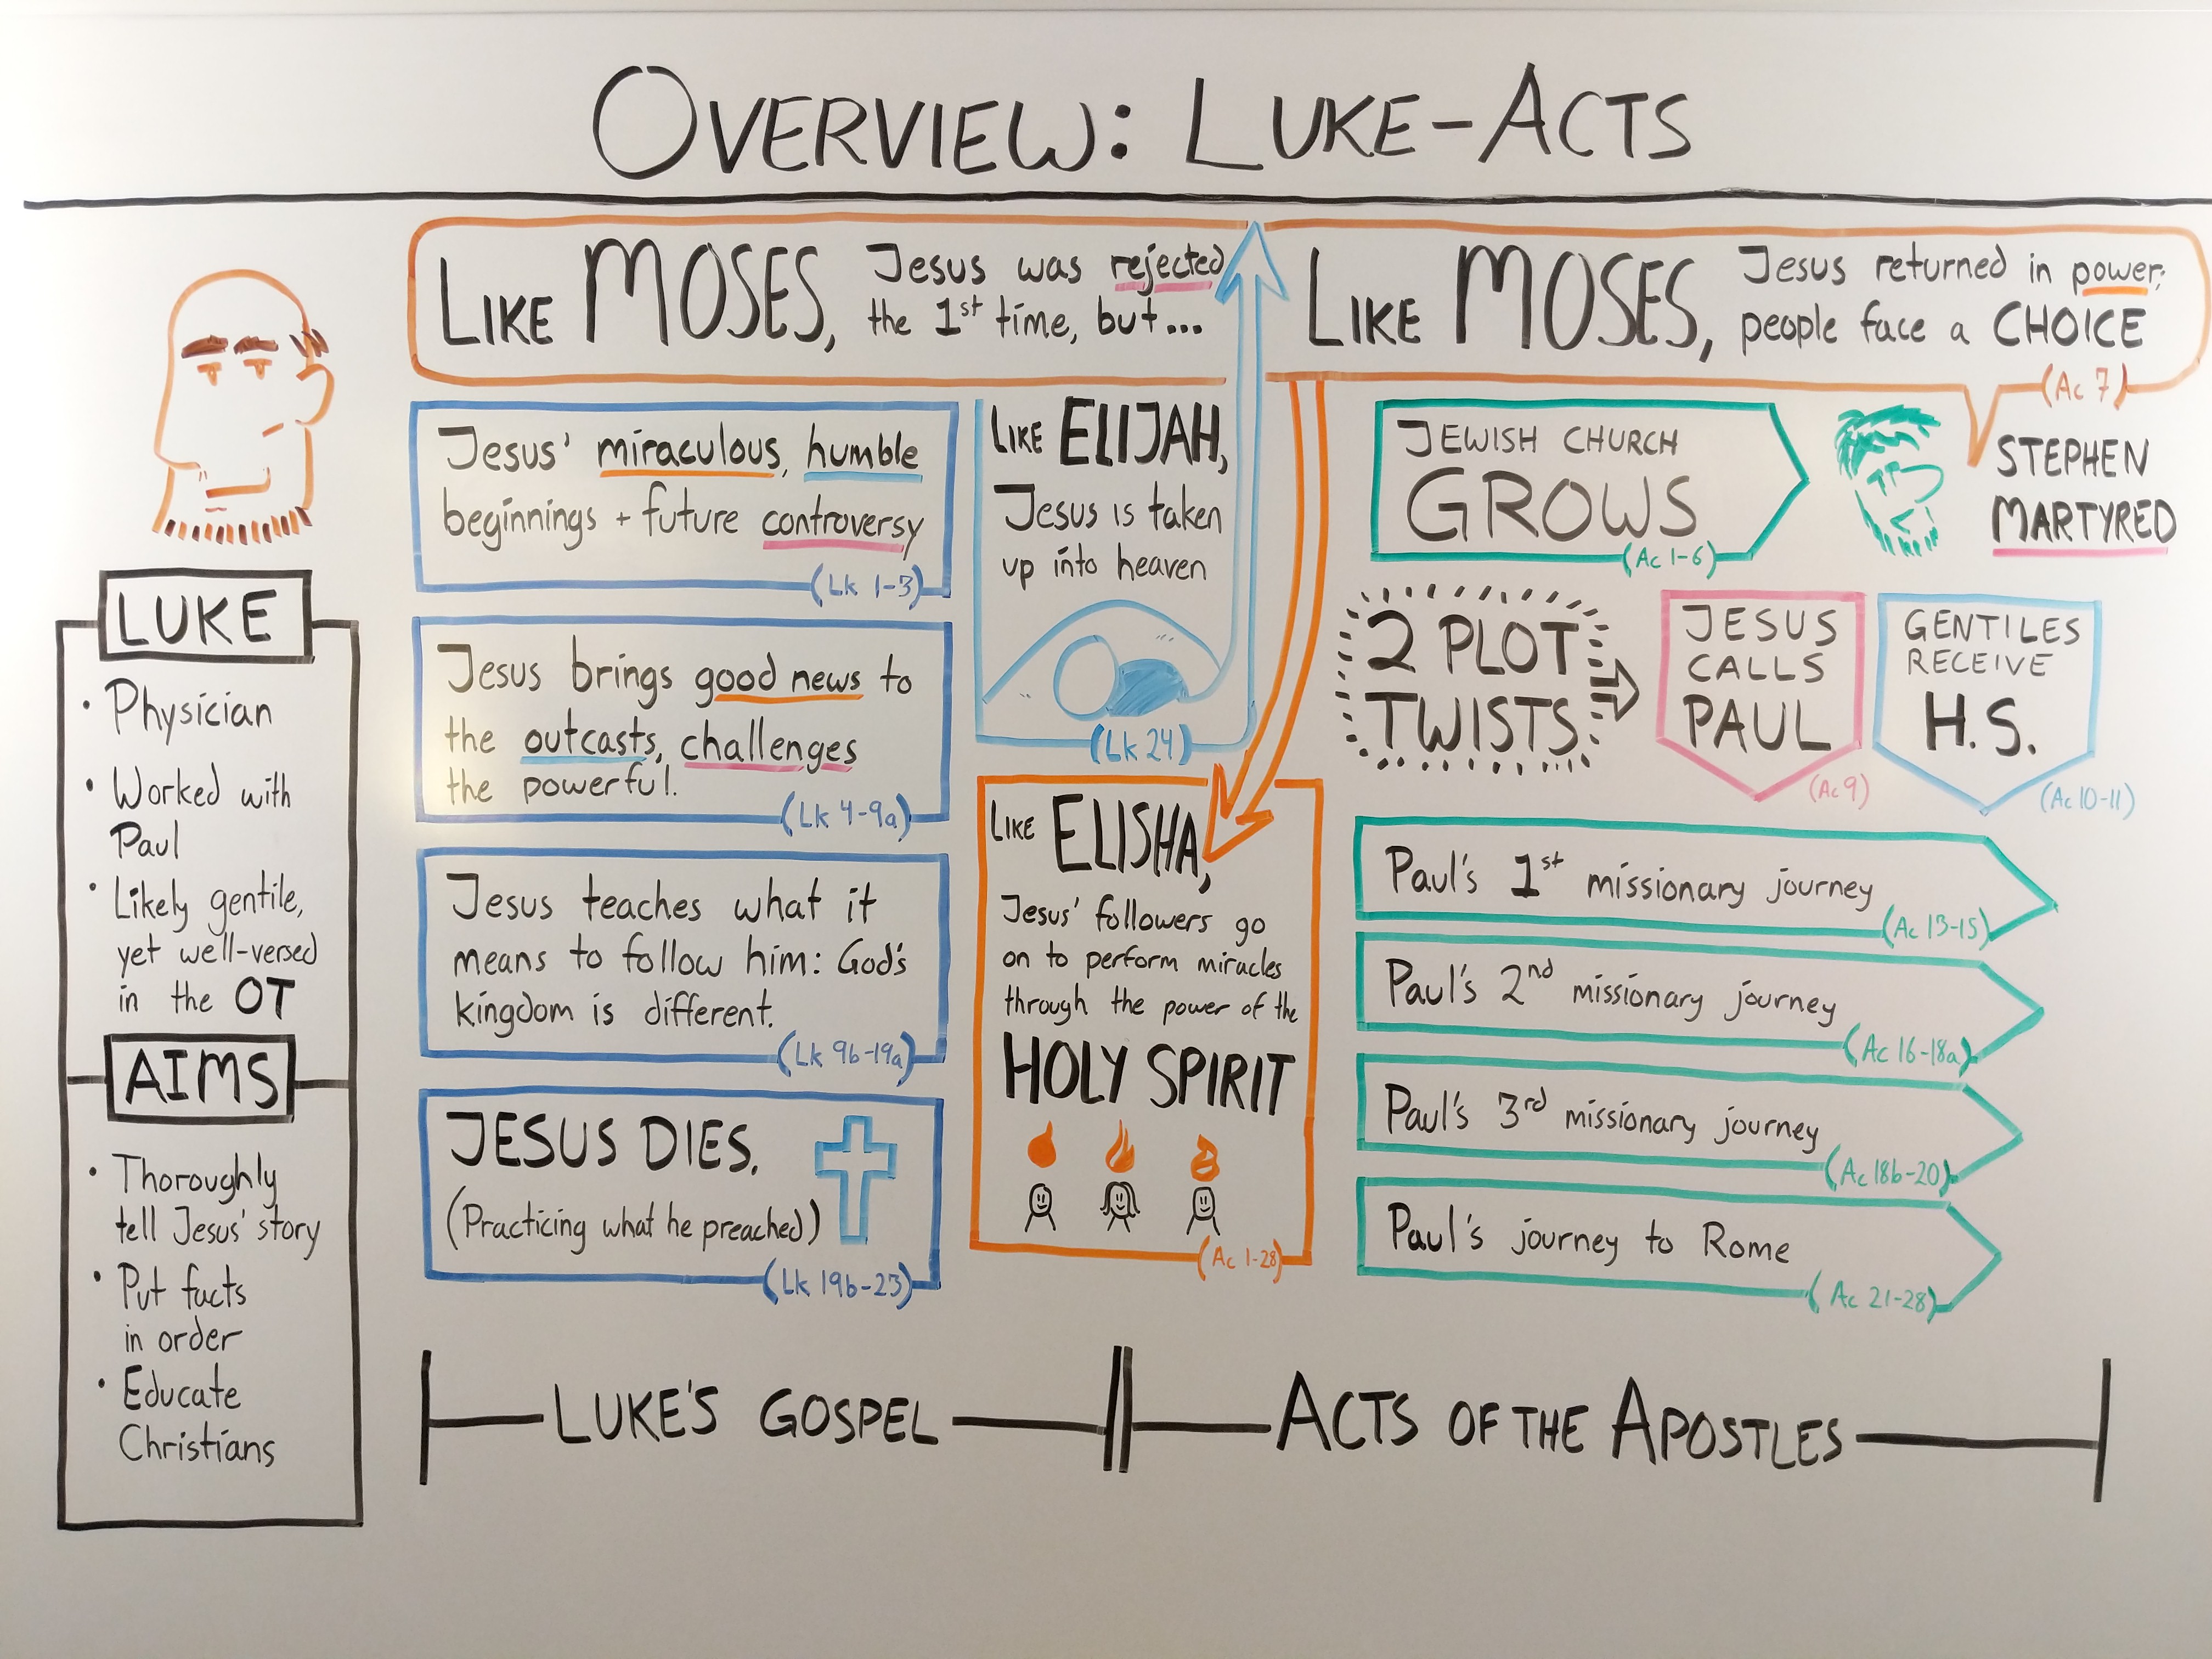 OVERVIEW: LUKE-ACTS
LUKE
• Physician
• Worked with
Paul
• Likely gentile,
yet well-versed
in the OT
AIMS
• Thoroughly
tell Jesus' story
• Put facts
in order
• Educate
Christians
LIKE MOSES, Jesus was rejected
the 1st time, but...
Jesus' miraculous, humble
beginnings + future controversy
(Lk 1-3)
Jesus brings good news to
the outcasts, challenges
the powerful.
(Lk 4-9a)
Jesus teaches what it
means to follow him: God's
kingdom is different.
(Lk 9b-19a)
JESUS DIES.
(Practicing what he preached)
(Lk 19b-23)
LIKE ELIJAH,
Jesus is taken
up into heaven
(Lk 24)
LIKE ELISHA,
Jesus' followers go
on to perform miracles
through the power of the
HOLY SPIRIT
(Ac 1-28)
LIKE MOSES, Jesus returned in power;
people face a CHOICE
(Ac 7)
JEWISH CHURCH
GROWS
(Ac 1-6)
STEPHEN
MARTYRED
2 PLOT
TWISTS
JESUS
CALLS
PAUL
(Ac 9)
GENTILES
RECEIVE
H.S.
(Ac 10-11)
Paul's 1st missionary journey
(Ac 13-15)
Paul's 2nd missionary journey
(Ac 16-18a)
Paul's 3rd missionary journey
(Ac 18b-20)
Paul's journey to Rome
(Ac 21-28)
LUKE'S GOSPEL
ACTS OF THE APOSTLES